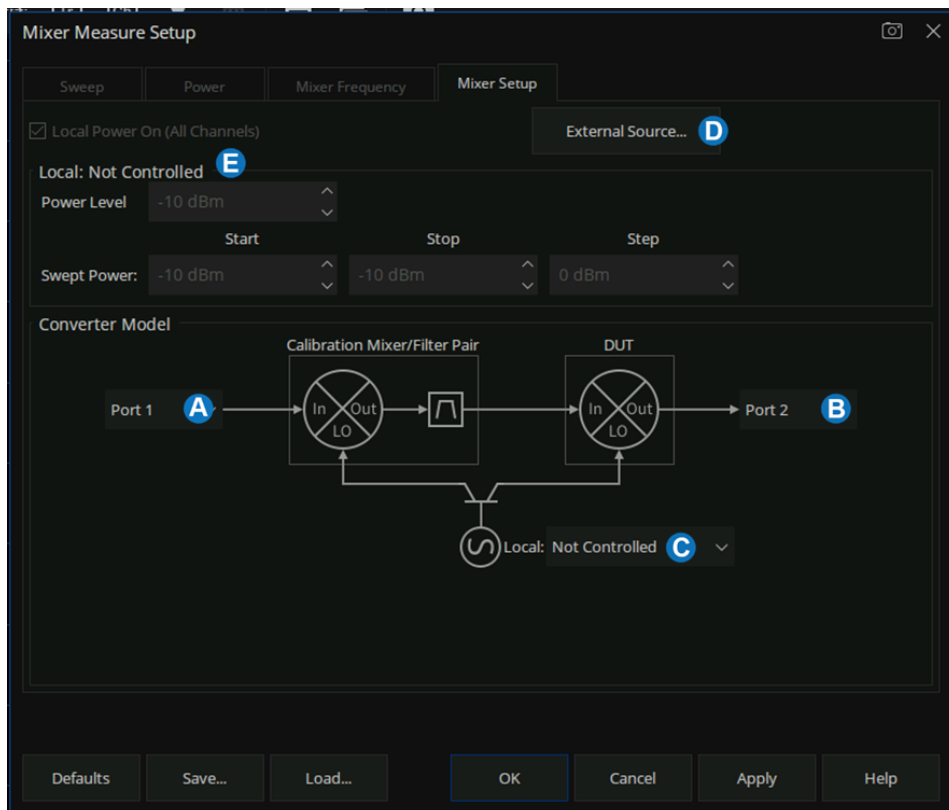 Mixer Measure Setup
Sweep Power Mixer Frequency Mixer Setup
Local Power On (All Channels) External Source... D
Local: Not Controlled E
Power Level -10 dBm
Start Stop Step
Swept Power: -10 dBm -10 dBm 0 dBm
Converter Model
Calibration Mixer/Filter Pair DUT
Port 1 A In Out LO In Out LO Port 2 B
Local: Not Controlled C
Defaults Save... Load... OK Cancel Apply Help